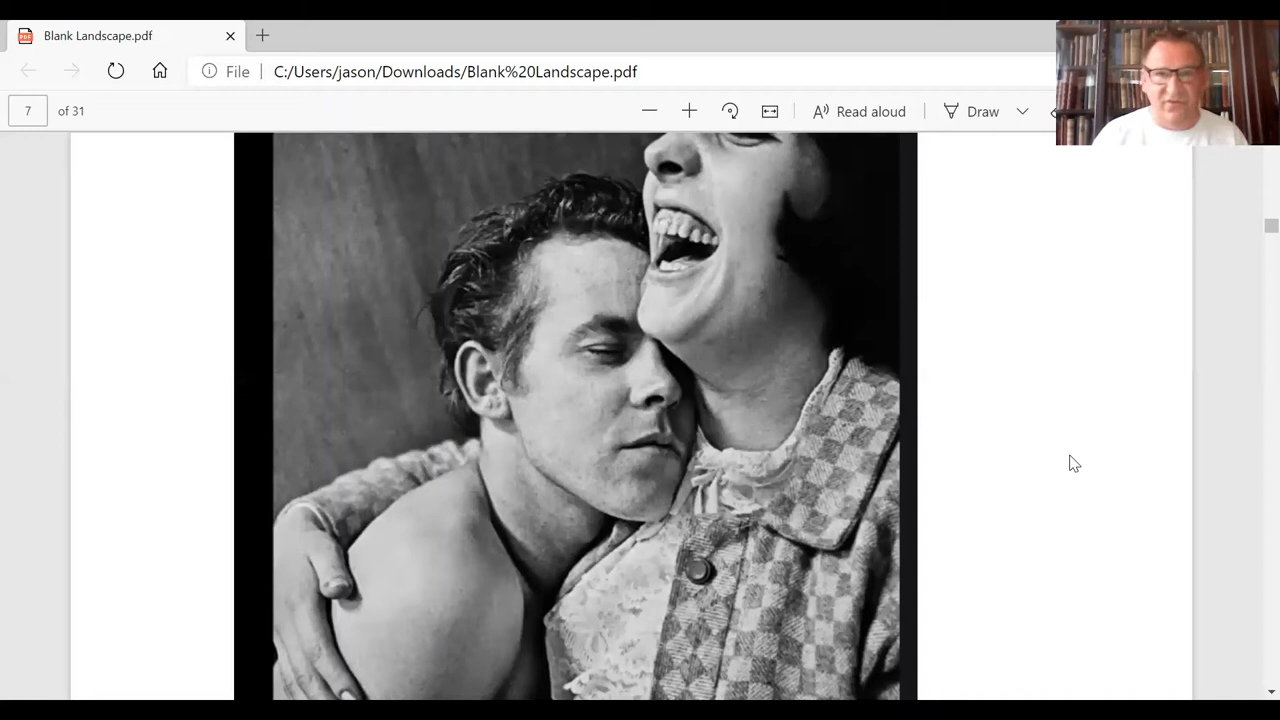 Blank Landscape.pdf
File
C:/Users/jason/Downloads/Blank%20Landscape.pdf
7 of 31
Read aloud
Draw